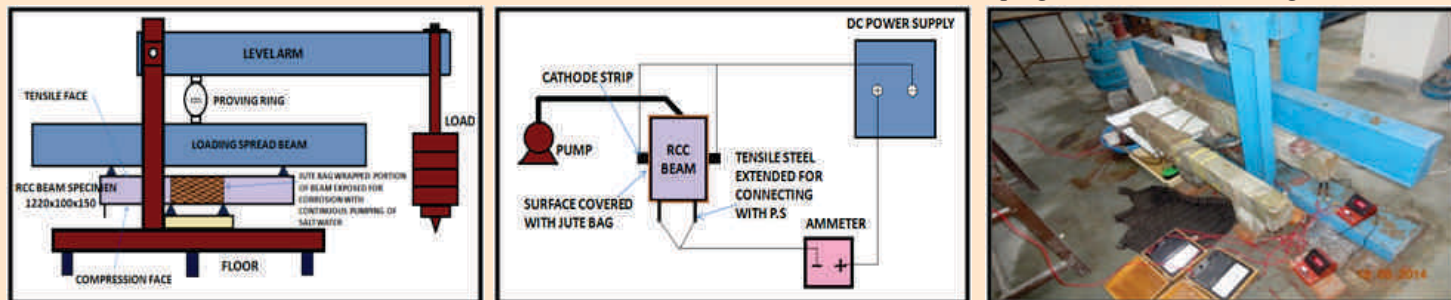 LEVEL ARM
TENSILE FACE
PROVING RING
LOAD
LOADING SPREAD BEAM
RCC BEAM SPECIMEN
1220x100x150
JUTE BAG WRAPPED PORTION
OF BEAM EXPOSED FOR
CORROSION WITH
CONTINUOUS PUMPING OF
SALT WATER
FLOOR
COMPRESSION FACE
DC POWER SUPPLY
CATHODE STRIP
PUMP
RCC
BEAM
TENSILE STEEL
EXTENDED FOR
CONNECTING
WITH P.S
SURFACE COVERED
WITH JUTE BAG
AMMETER
- +